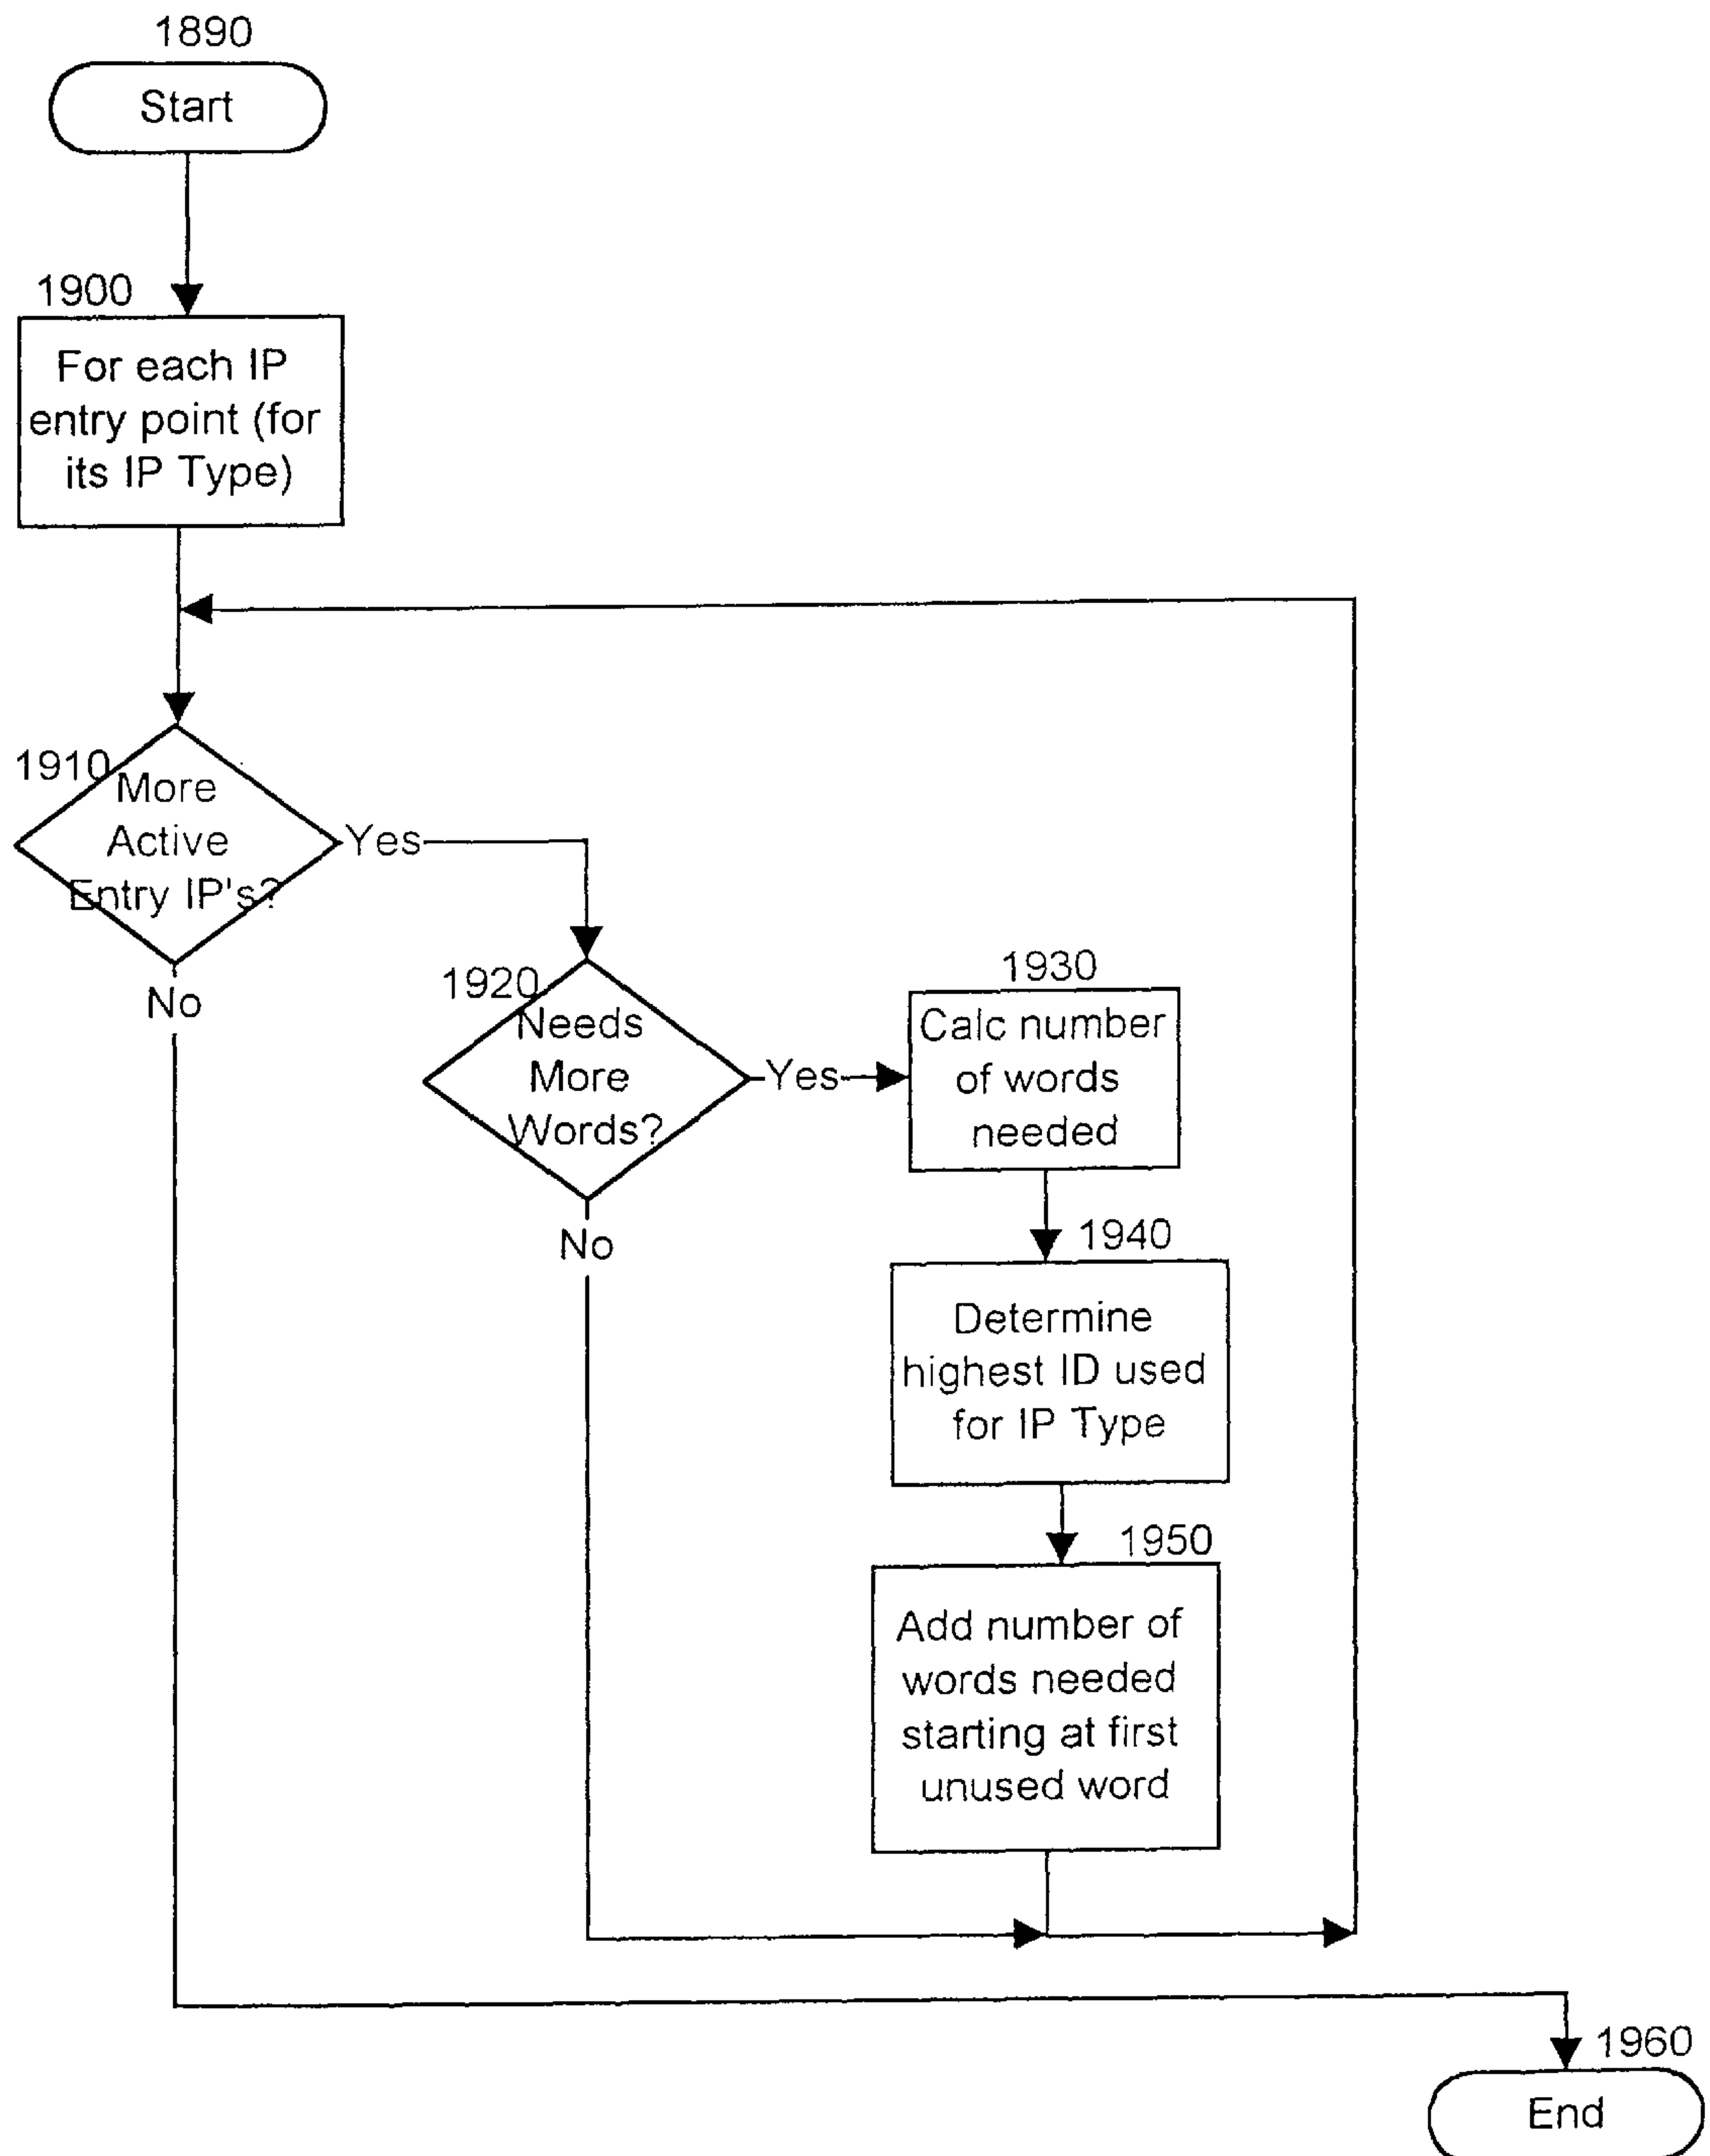 1890
Start
1900
For each IP
entry point (for
its IP Type)
1910
More
Active
Entry IP's?
Yes
No
1920
Needs
More
Words?
Yes
No
1930
Calc number
of words
needed
1940
Determine
highest ID used
for IP Type
1950
Add number of
words needed
starting at first
unused word
1960
End